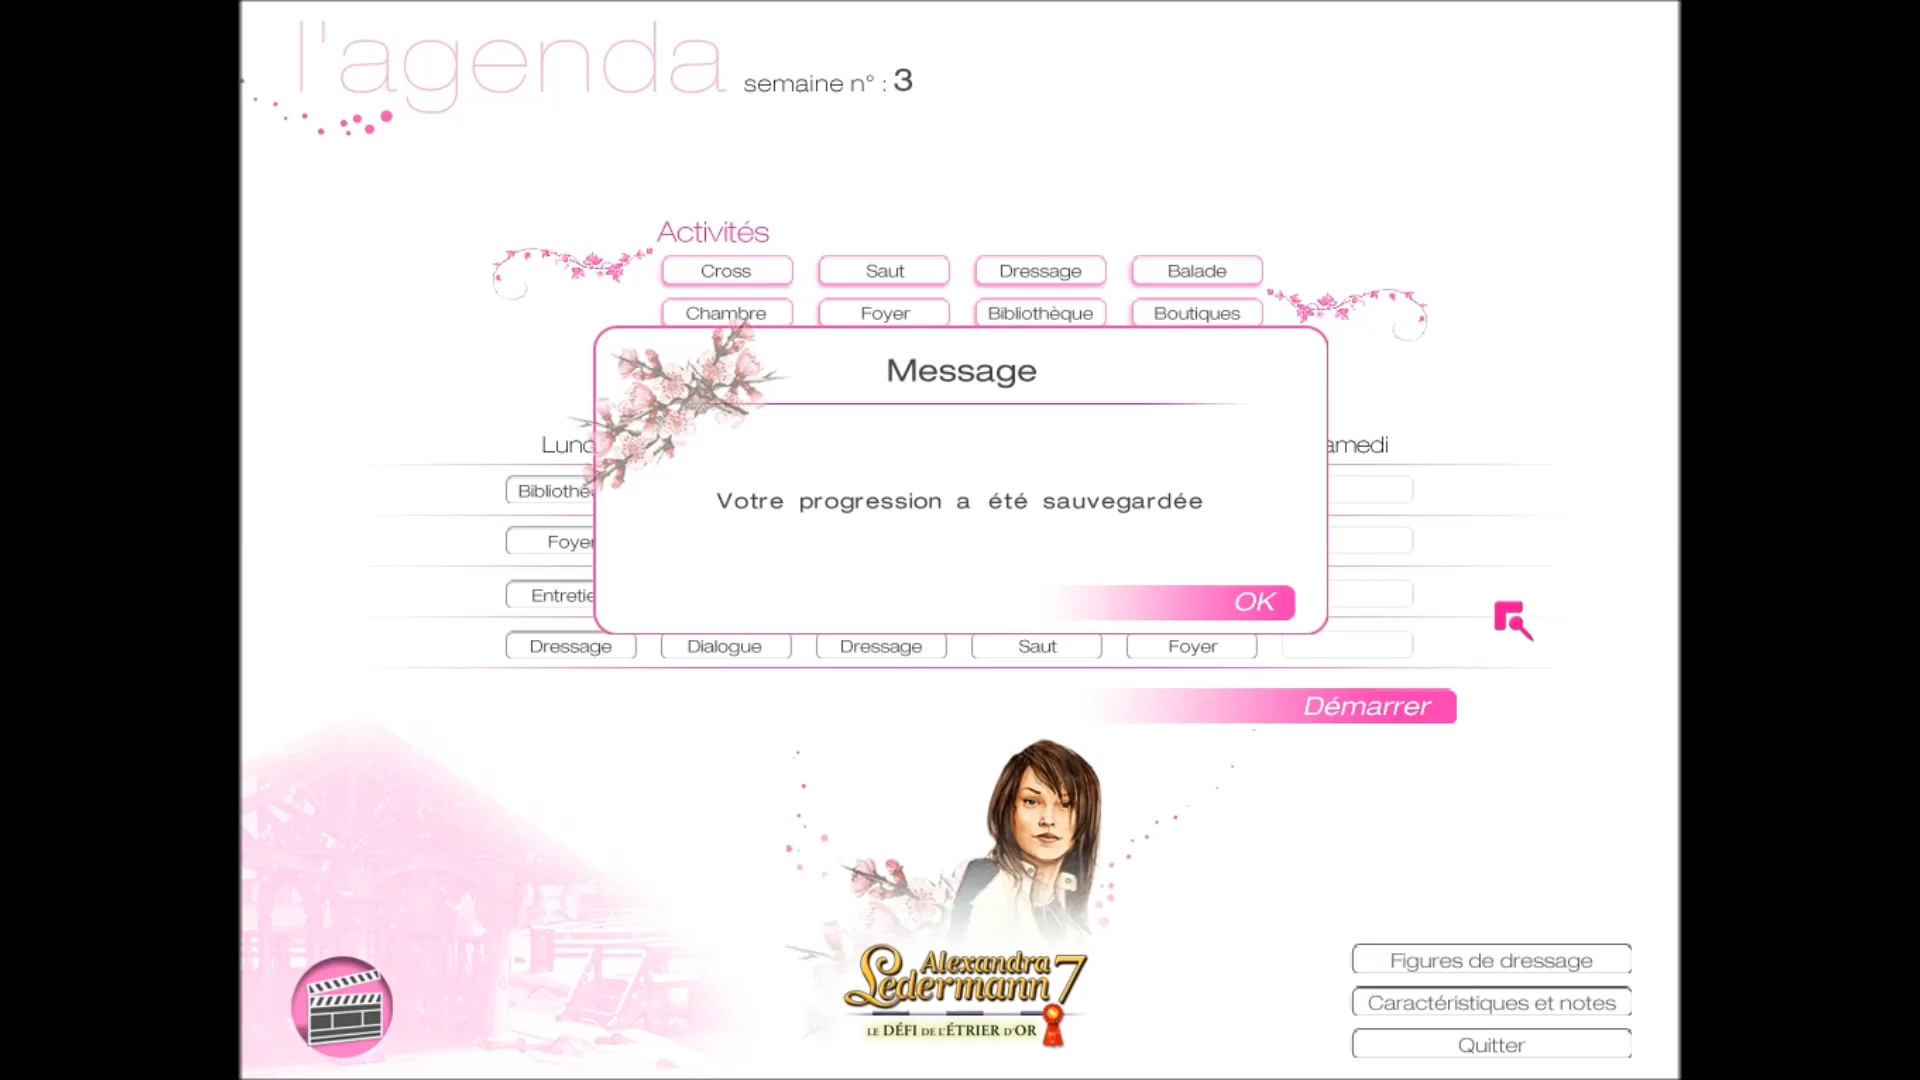 l'agenda semaine n° : 3
Activités
Cross Saut Dressage Balade
Chambre Foyer Bibliothèque Boutiques
Message
Votre progression a été sauvegardée
OK
Foyer
Dressage Dialogue Dressage Saut Foyer
Démarrer
Alexandra
Ledermann 7
LE DÉFI DE L'ÉTRIER D'OR
Figures de dressage
Caractéristiques et notes
Quitter